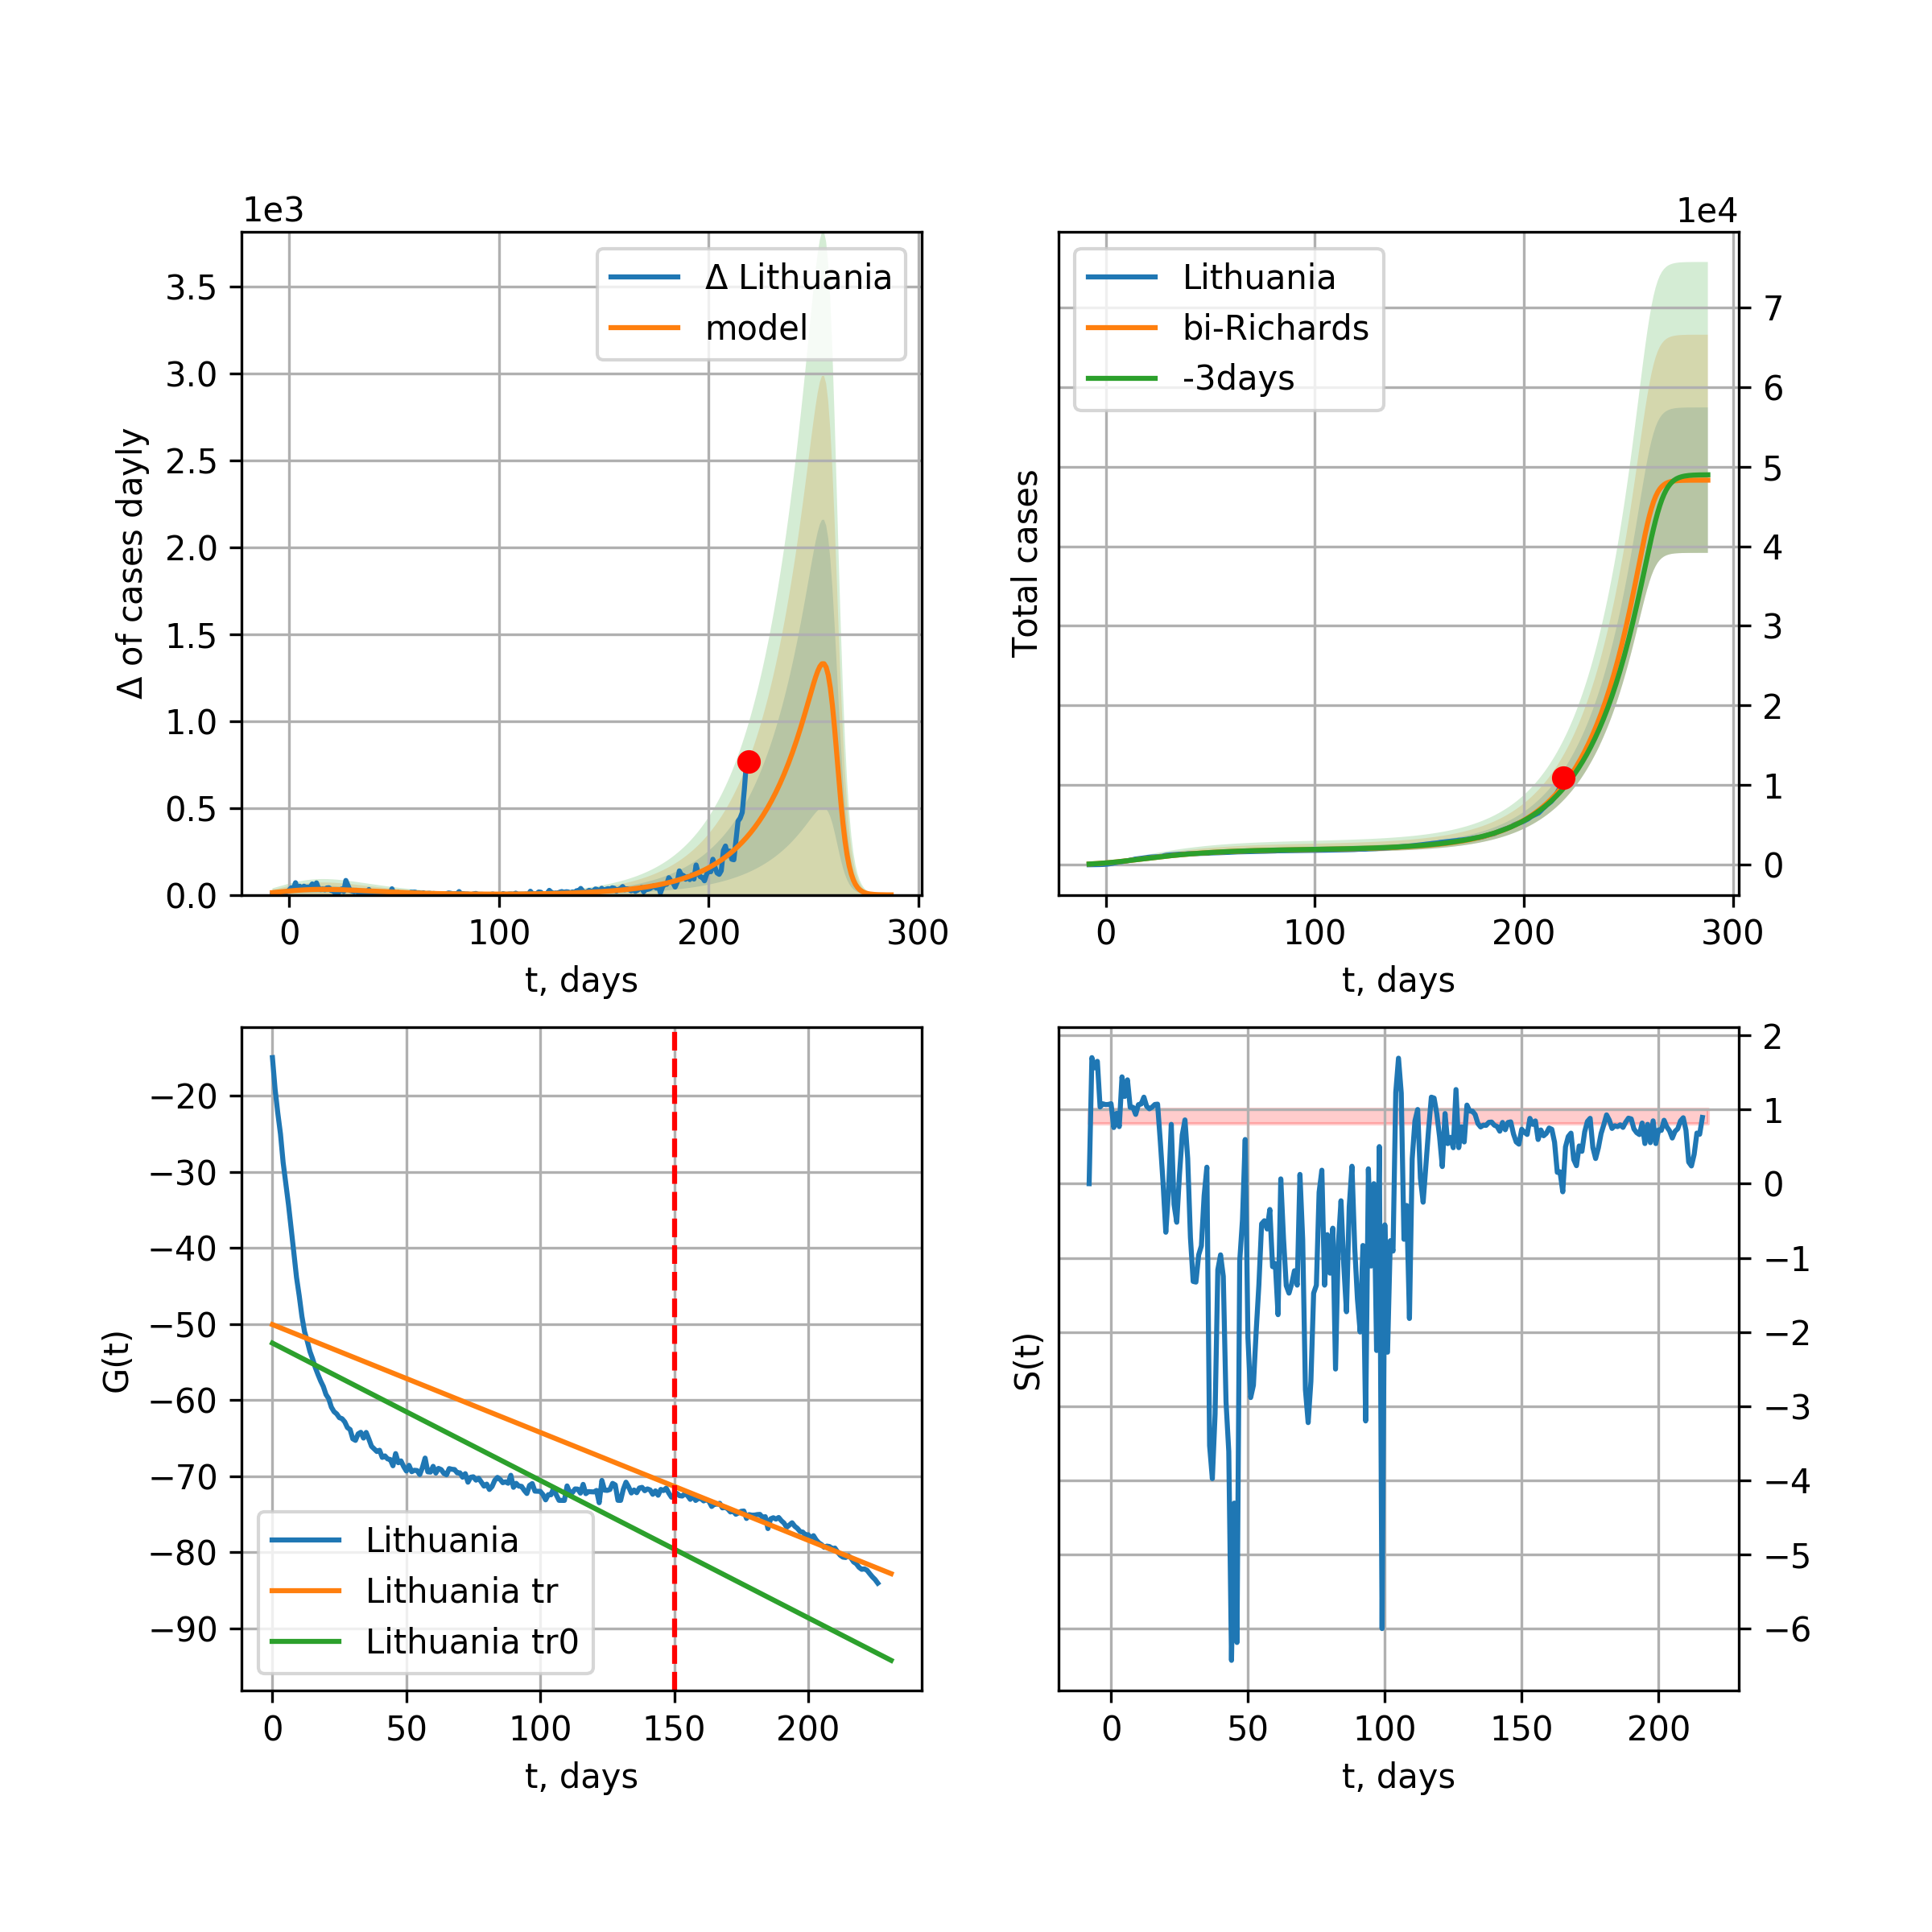 1e3
Δ of cases dayly
3.5
3.0
2.5
2.0
1.5
1.0
0.5
0.0
Δ Lithuania
model
0
100
200
300
t, days
1e4
Total cases
Lithuania
bi-Richards
-3days
7
6
5
4
3
2
1
0
0
100
200
300
t, days
G(t)
−20
−30
−40
−50
−60
−70
−80
−90
Lithuania
Lithuania tr
Lithuania tr0
0
50
100
150
200
t, days
S(t)
2
1
0
−1
−2
−3
−4
−5
−6
0
50
100
150
200
t, days